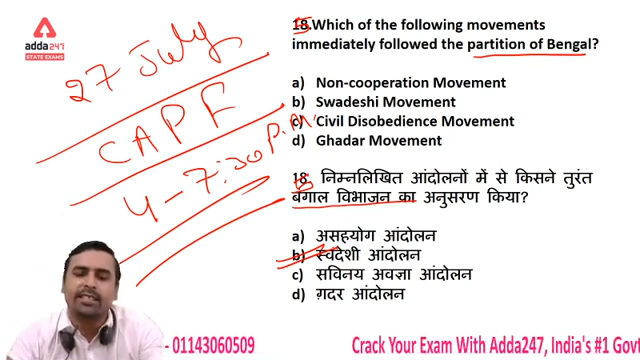 adda247
STATE EXAMS
27 July
CAPF
4 - 7:30 P.M.
18.Which of the following movements
immediately followed the partition of Bengal?
a) Non-cooperation Movement
b) Swadeshi Movement
c) Civil Disobedience Movement
d) Ghadar Movement
18. निम्नलिखित आंदोलनों में से किसने तुरंत
बंगाल विभाजन का अनुसरण किया?
a) असहयोग आंदोलन
b) स्वदेशी आंदोलन
c) सविनय अवज्ञा आंदोलन
d) ग़दर आंदोलन
- 01143060509 Crack Your Exam With Adda247, India's #1 Govt